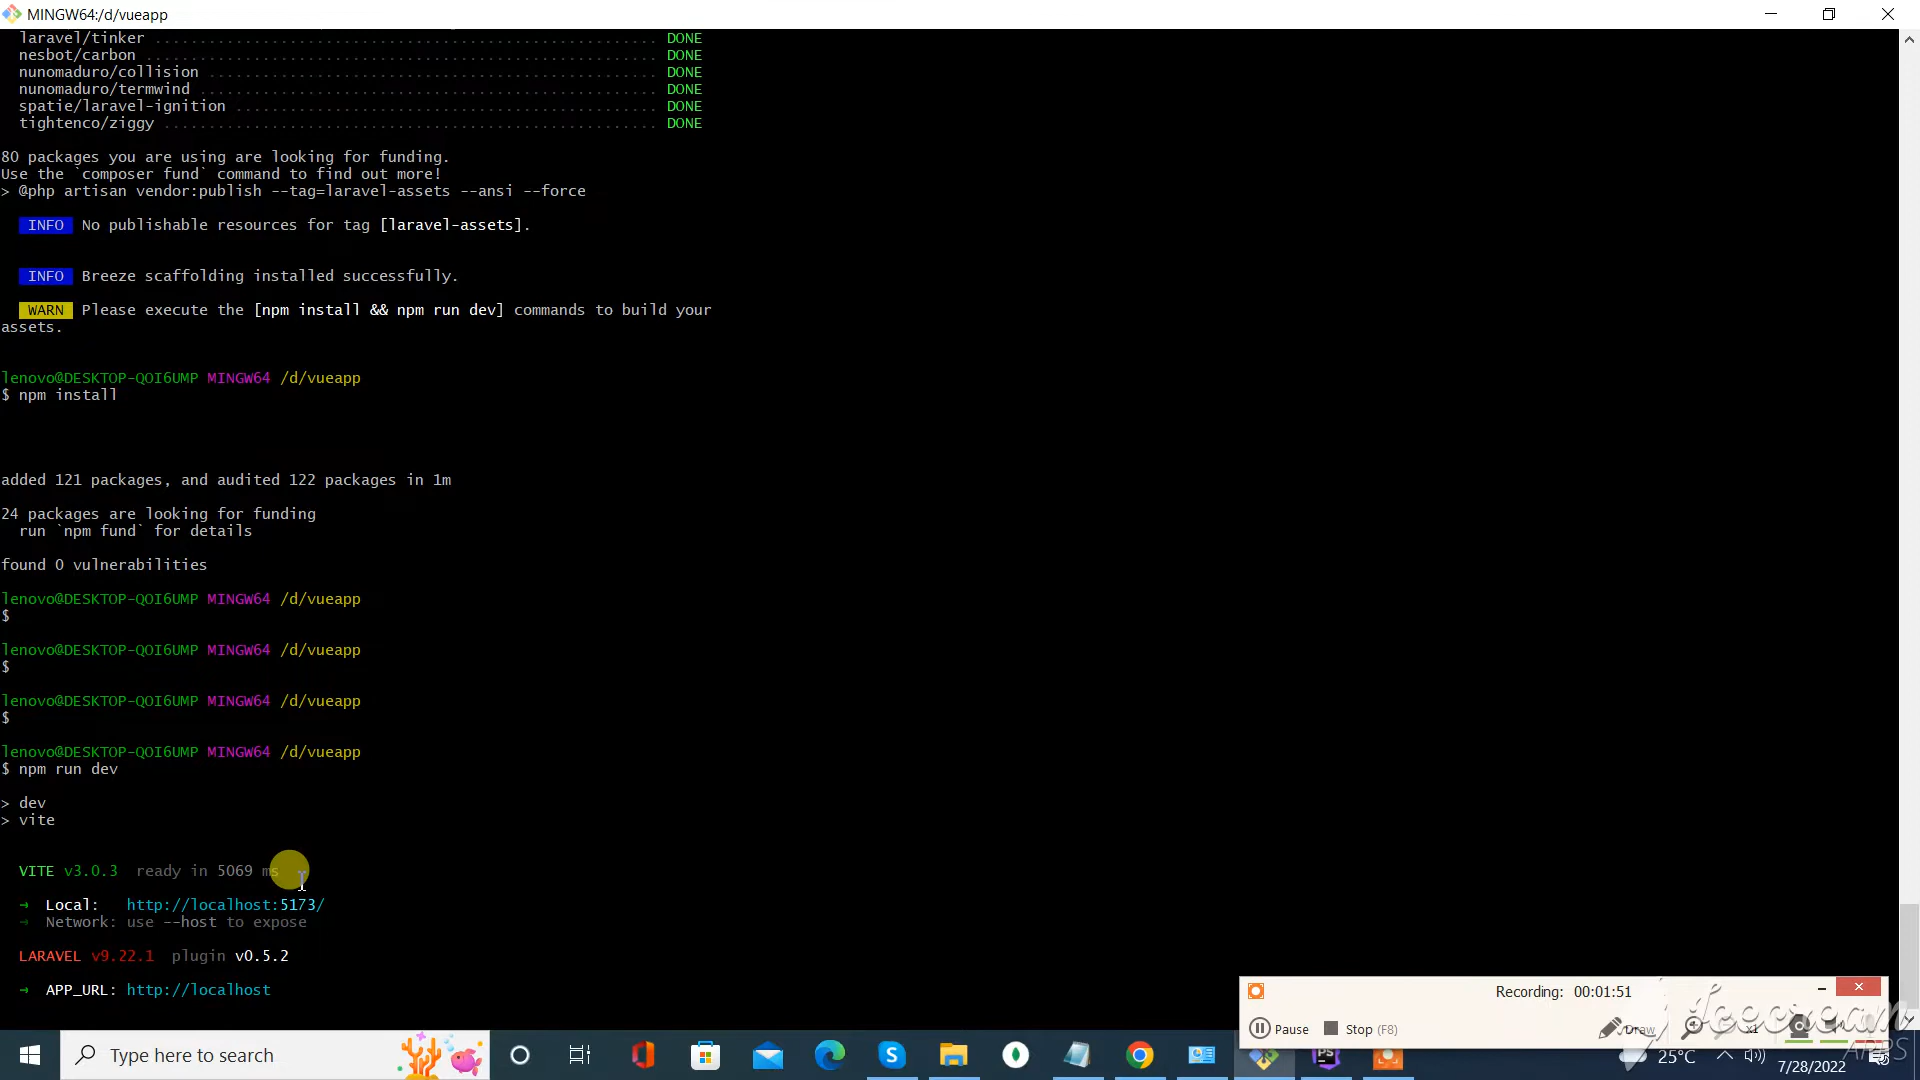 MINGW64:/d/vueapp
laravel/tinker ........................................................ DONE
nesbot/carbon ......................................................... DONE
nunomaduro/collision .................................................. DONE
nunomaduro/termwind ................................................... DONE
spatie/laravel-ignition ............................................... DONE
tightenco/ziggy ....................................................... DONE
80 packages you are using are looking for funding.
Use the `composer fund` command to find out more!
> @php artisan vendor:publish --tag=laravel-assets --ansi --force
INFO No publishable resources for tag [laravel-assets].
INFO Breeze scaffolding installed successfully.
WARN Please execute the [npm install && npm run dev] commands to build your
assets.
lenovo@DESKTOP-QOI6UMP MINGW64 /d/vueapp
$ npm install
added 121 packages, and audited 122 packages in 1m
24 packages are looking for funding
run `npm fund` for details
found 0 vulnerabilities
lenovo@DESKTOP-QOI6UMP MINGW64 /d/vueapp
$
lenovo@DESKTOP-QOI6UMP MINGW64 /d/vueapp
$
lenovo@DESKTOP-QOI6UMP MINGW64 /d/vueapp
$
lenovo@DESKTOP-QOI6UMP MINGW64 /d/vueapp
$ npm run dev
> dev
> vite
VITE v3.0.3 ready in 5069 ms
➜ Local: http://localhost:5173/
➜ Network: use --host to expose
LARAVEL v9.22.1 plugin v0.5.2
➜ APP_URL: http://localhost
Recording: 00:01:51
Pause Stop (F8) Draw x1
Icecream
APPS
Type here to search
S
PS
25°C
7/28/2022